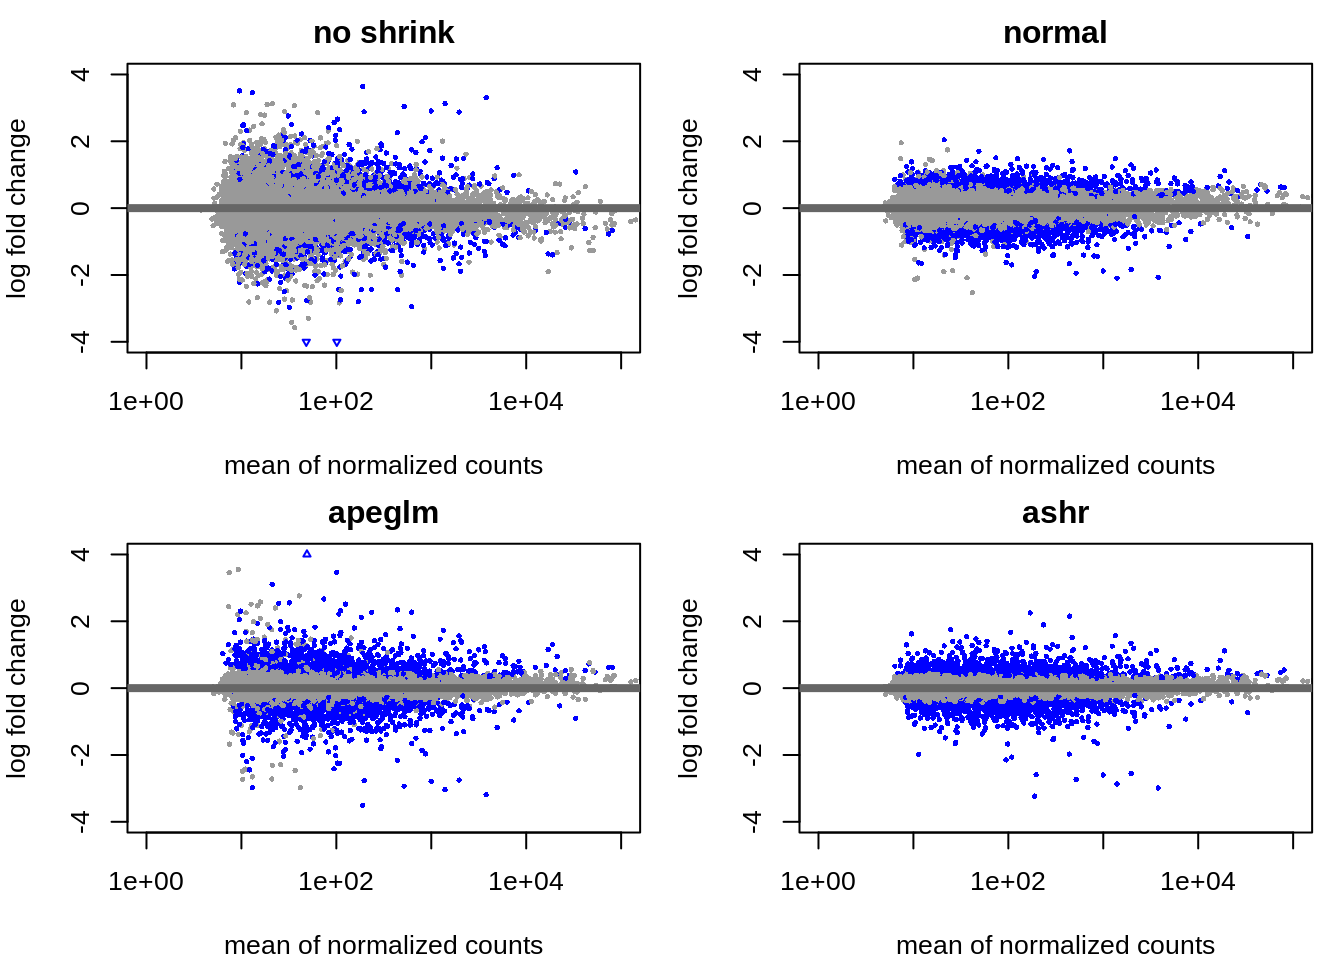 no shrink
log fold change
4
2
0
-2
-4
1e+00 1e+02 1e+04
mean of normalized counts
normal
log fold change
4
2
0
-2
-4
1e+00 1e+02 1e+04
mean of normalized counts
apeglm
log fold change
4
2
0
-2
-4
1e+00 1e+02 1e+04
mean of normalized counts
ashr
log fold change
4
2
0
-2
-4
1e+00 1e+02 1e+04
mean of normalized counts